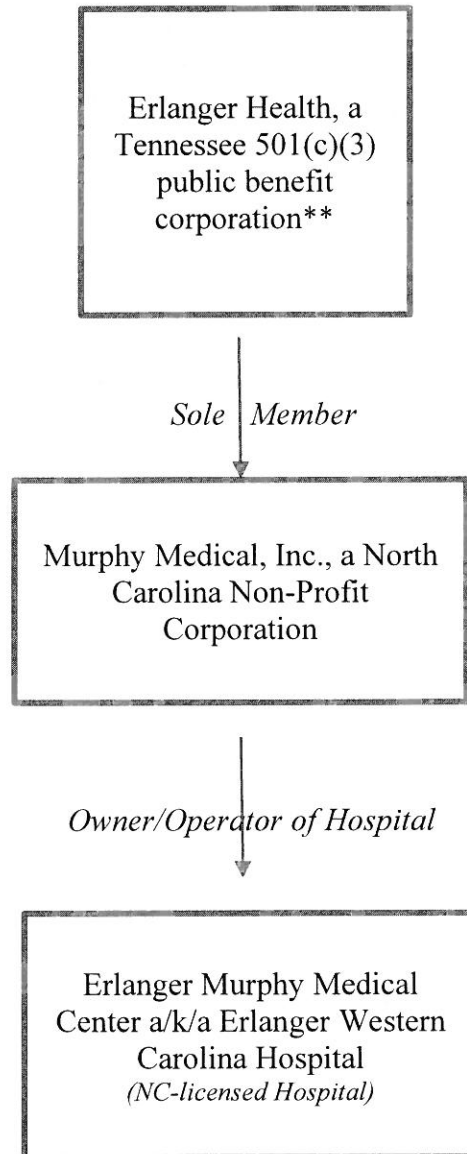 Erlanger Health, a
Tennessee 501(c)(3)
public benefit
corporation**
Sole Member
Murphy Medical, Inc., a North
Carolina Non-Profit
Corporation
Owner/Operator of Hospital
Erlanger Murphy Medical
Center a/k/a Erlanger Western
Carolina Hospital
(NC-licensed Hospital)